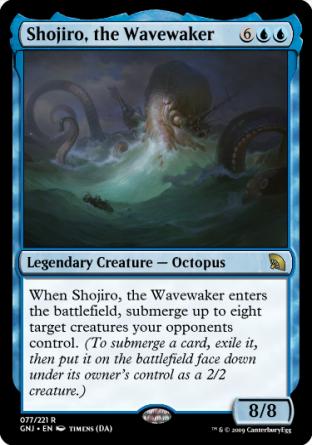 Shojiro, the Wavewaker 6
Legendary Creature — Octopus
When Shojiro, the Wavewaker enters
the battlefield, submerge up to eight
target creatures your opponents
control. (To submerge a card, exile it,
then put it on the battlefield face down
under its owner's control as a 2/2
creature.)
8/8
077/221 R
GNJ • EN TIMENS (DA)
™ & © 2019 CanterburyEgg